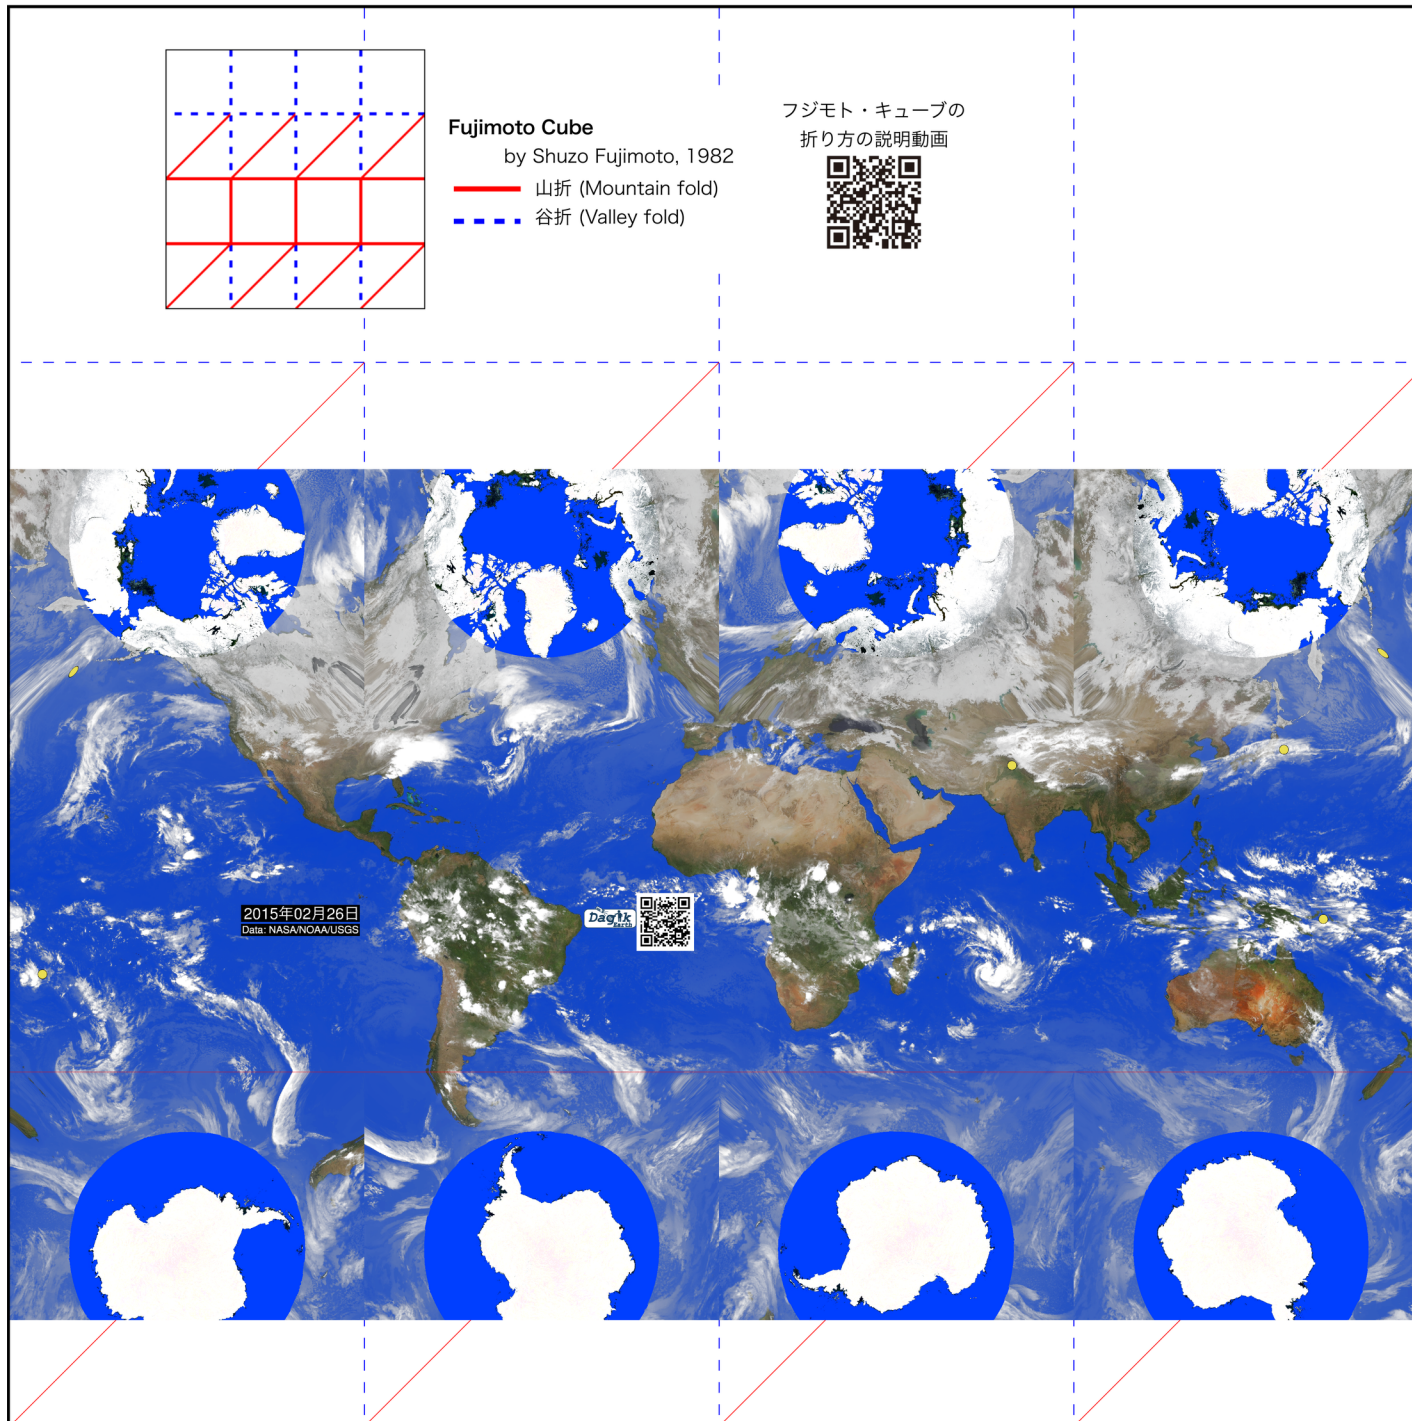 Fujimoto Cube
by Shuzo Fujimoto, 1982
山折 (Mountain fold)
谷折 (Valley fold)
フジモト・キューブの
折り方の説明動画
2015年02月26日
Data: NASA/NOAA/USGS
Dagik
Earth